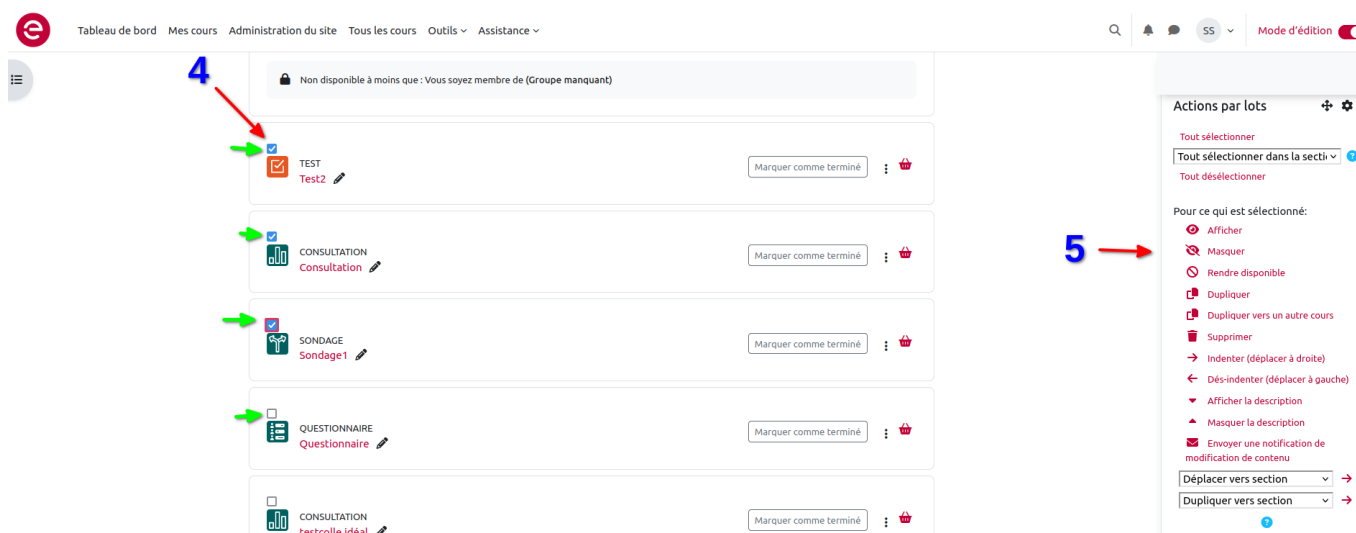 e
Tableau de bord Mes cours Administration du site Tous les cours Outils Assistance
SS
Mode d'édition
4
Non disponible à moins que : Vous soyez membre de (Groupe manquant)
TEST
Test2
Marquer comme terminé
CONSULTATION
Consultation
Marquer comme terminé
SONDAGE
Sondage1
Marquer comme terminé
QUESTIONNAIRE
Questionnaire
Marquer comme terminé
CONSULTATION
testcolle idéal
Marquer comme terminé
Actions par lots
Tout sélectionner
Tout sélectionner dans la secti
?
Tout désélectionner
Pour ce qui est sélectionné:
5
Afficher
Masquer
Rendre disponible
Dupliquer
Dupliquer vers un autre cours
Supprimer
Indenter (déplacer à droite)
Dés-indenter (déplacer à gauche)
Afficher la description
Masquer la description
Envoyer une notification de
modification de contenu
Déplacer vers section
Dupliquer vers section
?